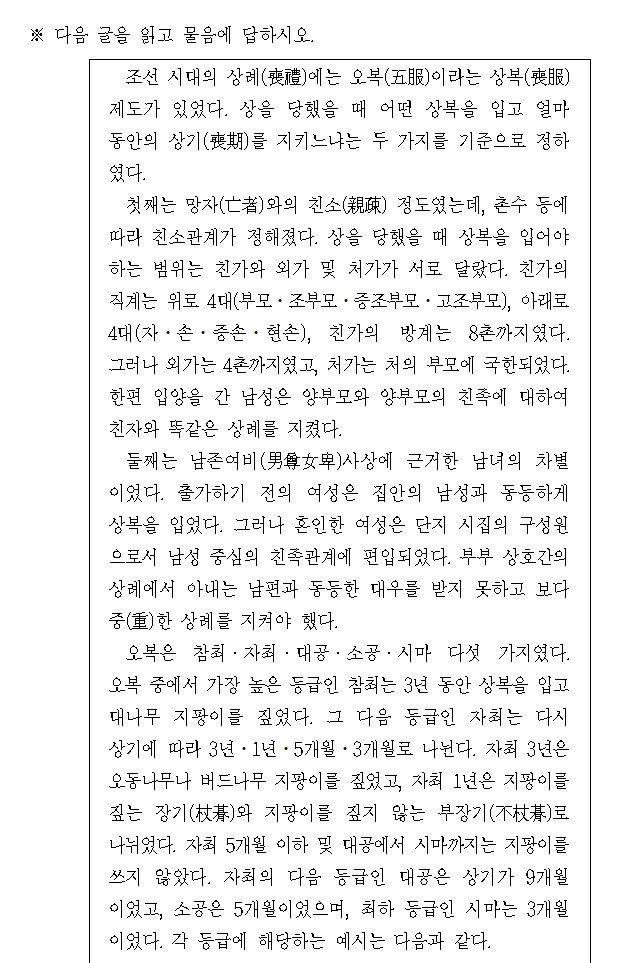 ※ 다음 글을 읽고 물음에 답하시오.
조선 시대의 상례(喪禮)에는 오복(五服)이라는 상복(喪服)
제도가 있었다. 상을 당했을 때 어떤 상복을 입고 얼마
동안의 상기(喪期)를 지키느냐는 두 가지를 기준으로 정하
였다.
첫째는 망자(亡者)와의 친소(親疎) 정도였는데, 촌수 등에
따라 친소관계가 정해졌다. 상을 당했을 때 상복을 입어야
하는 범위는 친가와 외가 및 처가가 서로 달랐다. 친가의
직계는 위로 4대(부모·조부모·증조부모·고조부모), 아래로
4대(자·손·증손·현손), 친가의 방계는 8촌까지였다.
그러나 외가는 4촌까지였고, 처가는 처의 부모에 국한되었다.
한편 입양을 간 남성은 양부모와 양부모의 친족에 대하여
친자와 똑같은 상례를 지켰다.
둘째는 남존여비(男尊女卑)사상에 근거한 남녀의 차별
이었다. 출가하기 전의 여성은 집안의 남성과 동등하게
상복을 입었다. 그러나 혼인한 여성은 단지 시집의 구성원
으로서 남성 중심의 친족관계에 편입되었다. 부부 상호간의
상례에서 아내는 남편과 동등한 대우를 받지 못하고 보다
중(重)한 상례를 지켜야 했다.
오복은 참최·자최·대공·소공·시마 다섯 가지였다.
오복 중에서 가장 높은 등급인 참최는 3년 동안 상복을 입고
대나무 지팡이를 짚었다. 그 다음 등급인 자최는 다시
상기에 따라 3년·1년·5개월·3개월로 나뉜다. 자최 3년은
오동나무나 버드나무 지팡이를 짚었고, 자최 1년은 지팡이를
짚는 장기(杖朞)와 지팡이를 짚지 않는 부장기(不杖朞)로
나뉘었다. 자최 5개월 이하 및 대공에서 시마까지는 지팡이를
쓰지 않았다. 자최의 다음 등급인 대공은 상기가 9개월
이었고, 소공은 5개월이었으며, 최하 등급인 시마는 3개월
이었다. 각 등급에 해당하는 예시는 다음과 같다.